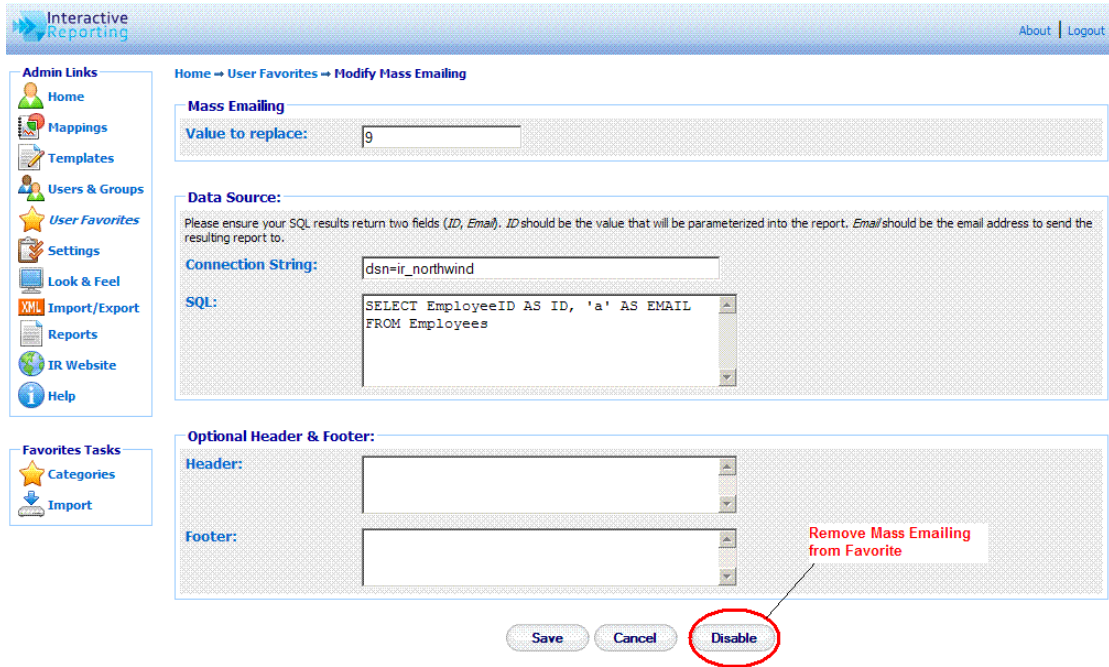 Interactive
Reporting
About | Logout
Admin Links
Home
Mappings
Templates
Users & Groups
User Favorites
Settings
Look & Feel
XML Import/Export
Reports
IR Website
Help
Favorites Tasks
Categories
Import
Home → User Favorites → Modify Mass Emailing
Mass Emailing
Value to replace: 9
Data Source:
Please ensure your SQL results return two fields (ID, Email). ID should be the value that will be parameterized into the report. Email should be the email address to send the
resulting report to.
Connection String: dsn=ir_northwind
SQL: SELECT EmployeeID AS ID, 'a' AS EMAIL
FROM Employees
Optional Header & Footer:
Header:
Footer:
Remove Mass Emailing
from Favorite
Save Cancel Disable